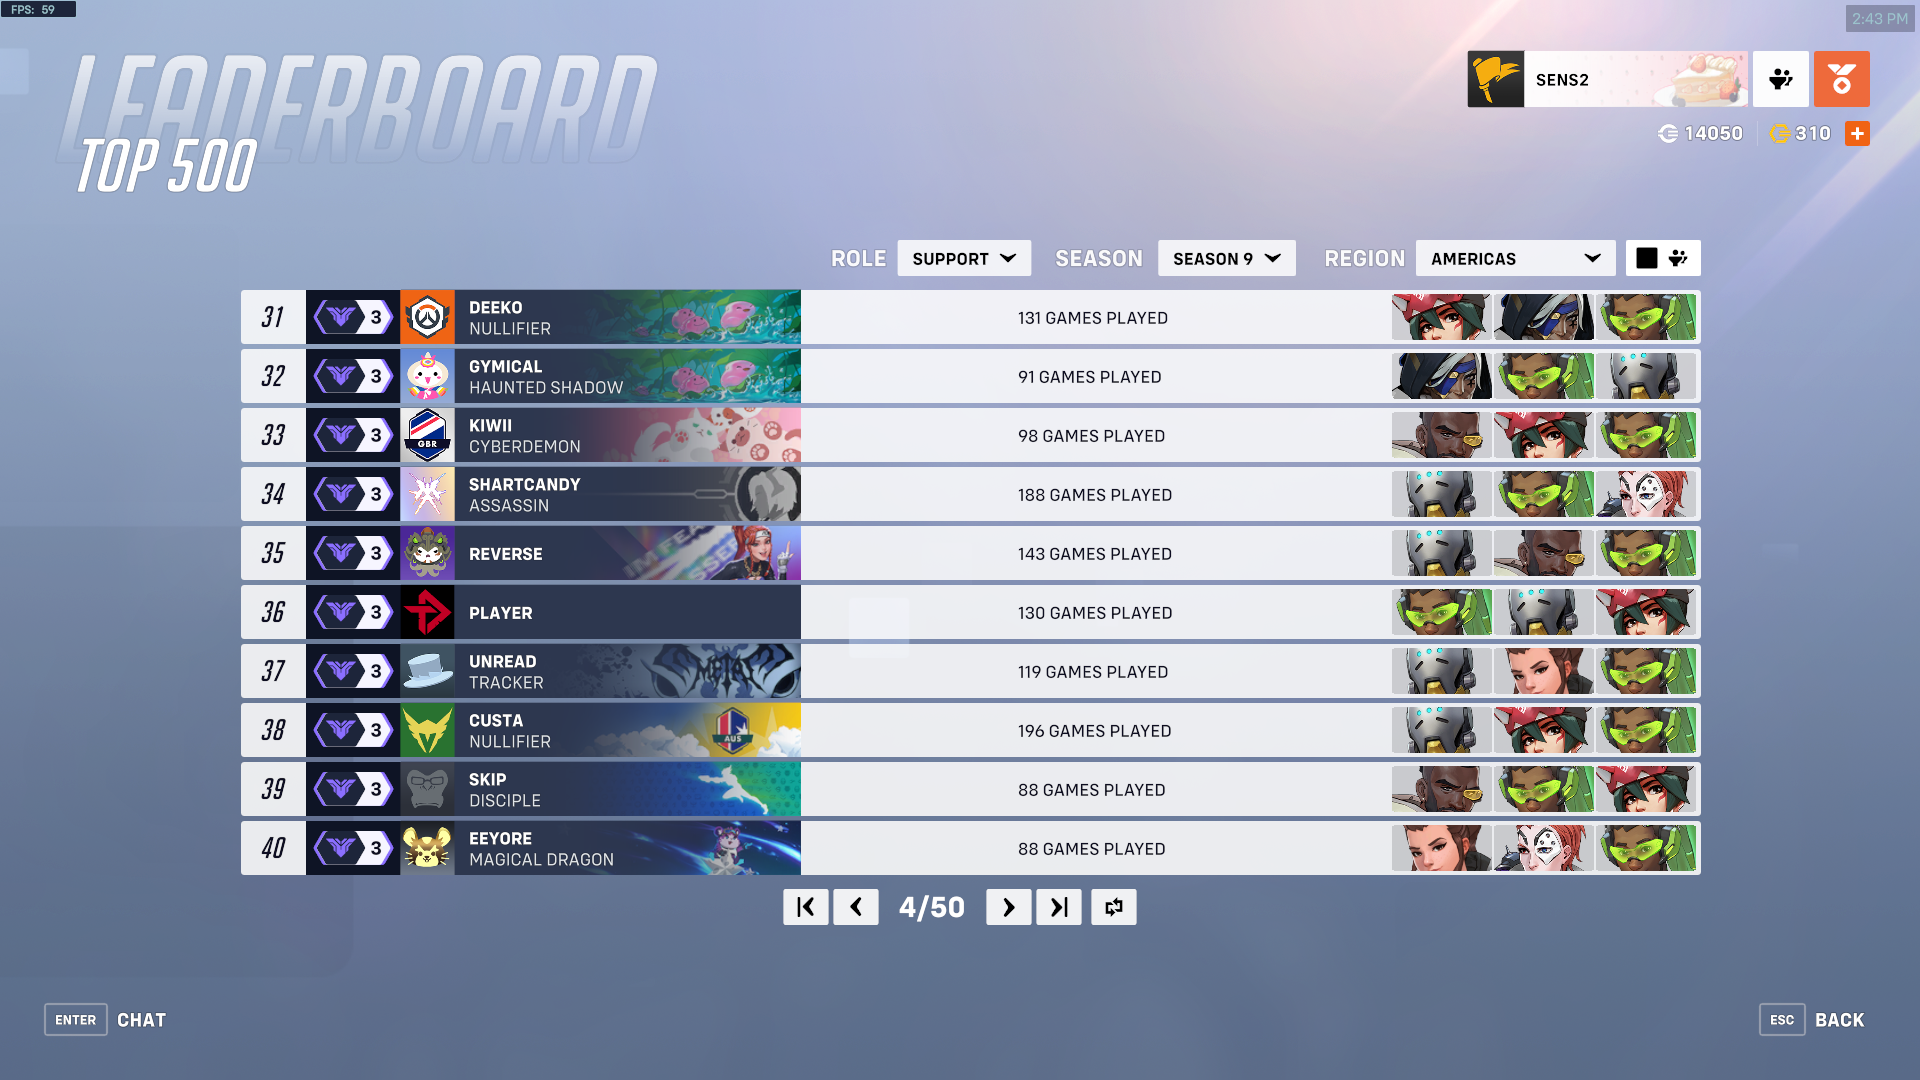 FPS: 59
2:43 PM
LEADERBOARD
TOP 500
SENS2
14050
310
ROLE
SUPPORT
SEASON
SEASON 9
REGION
AMERICAS
31
3
DEEKO
NULLIFIER
131 GAMES PLAYED
32
3
GYMICAL
HAUNTED SHADOW
91 GAMES PLAYED
33
3
GBR
KIWII
CYBERDEMON
98 GAMES PLAYED
34
3
SHARTCANDY
ASSASSIN
188 GAMES PLAYED
35
3
REVERSE
143 GAMES PLAYED
36
3
PLAYER
130 GAMES PLAYED
37
3
UNREAD
TRACKER
119 GAMES PLAYED
38
3
CUSTA
NULLIFIER
AUS
196 GAMES PLAYED
39
3
SKIP
DISCIPLE
88 GAMES PLAYED
40
3
EEYORE
MAGICAL DRAGON
88 GAMES PLAYED
4/50
ENTER
CHAT
ESC
BACK